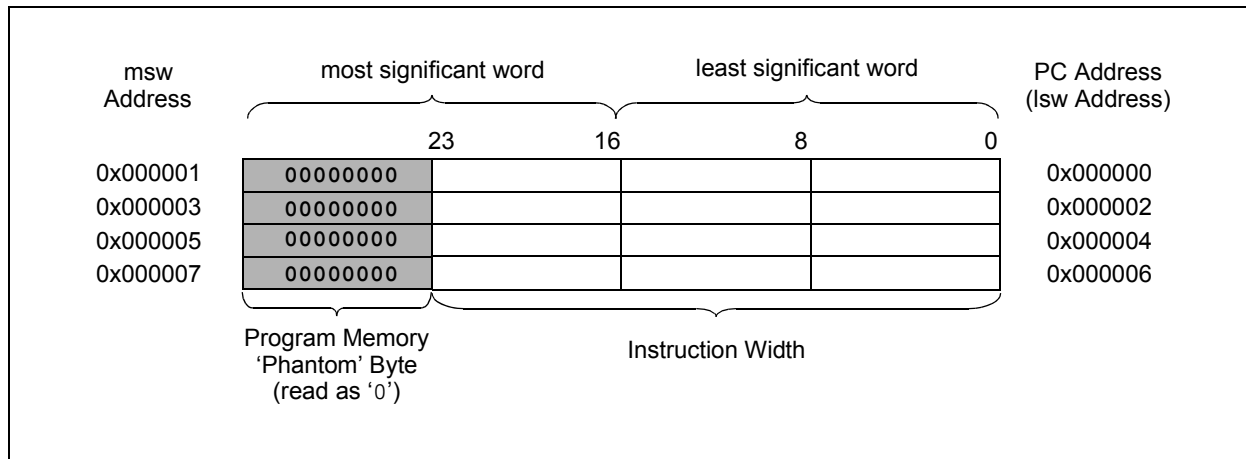 msw
Address
most significant word
least significant word
PC Address
(lsw Address)
23 16 8 0
0x000001 00000000 0x000000
0x000003 00000000 0x000002
0x000005 00000000 0x000004
0x000007 00000000 0x000006
Program Memory
‘Phantom’ Byte
(read as ‘0’)
Instruction Width